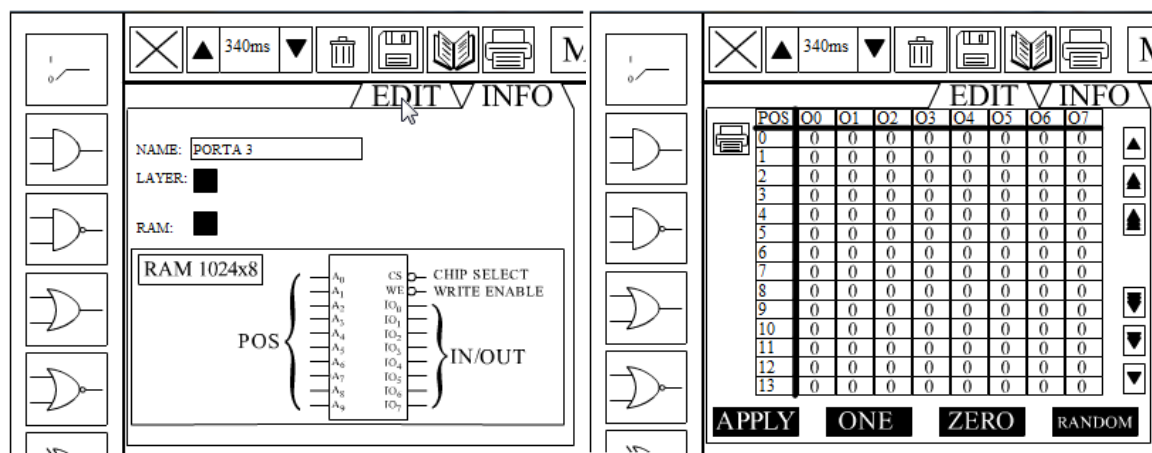 340ms M
EDIT INFO
1
0
NAME: PORTA 3
LAYER:
RAM:
RAM 1024x8
POS
A0 CS CHIP SELECT
A1 WE WRITE ENABLE
A2 IO0
A3 IO1
A4 IO2
A5 IO3
A6 IO4
A7 IO5
A8 IO6
A9 IO7
IN/OUT
340ms M
EDIT INFO
1
0
POS O0 O1 O2 O3 O4 O5 O6 O7
0 0 0 0 0 0 0 0 0
1 0 0 0 0 0 0 0 0
2 0 0 0 0 0 0 0 0
3 0 0 0 0 0 0 0 0
4 0 0 0 0 0 0 0 0
5 0 0 0 0 0 0 0 0
6 0 0 0 0 0 0 0 0
7 0 0 0 0 0 0 0 0
8 0 0 0 0 0 0 0 0
9 0 0 0 0 0 0 0 0
10 0 0 0 0 0 0 0 0
11 0 0 0 0 0 0 0 0
12 0 0 0 0 0 0 0 0
13 0 0 0 0 0 0 0 0
APPLY ONE ZERO RANDOM